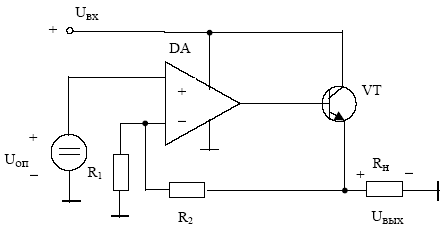 Uвх
+
DA
+
−
VT
+
Uоп
−
R1
R2
+ Rн −
Uвых